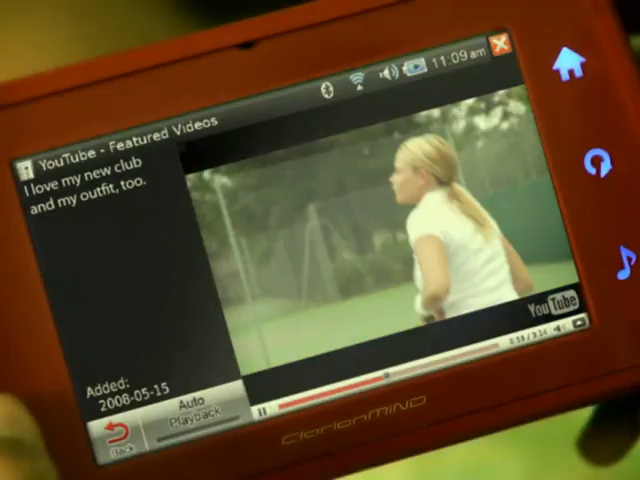 11:09 am
YouTube - Featured Videos
I love my new club
and my outfit, too.
YouTube
Added:
2008-05-15
Auto
Playback
Back
ClarionMiND